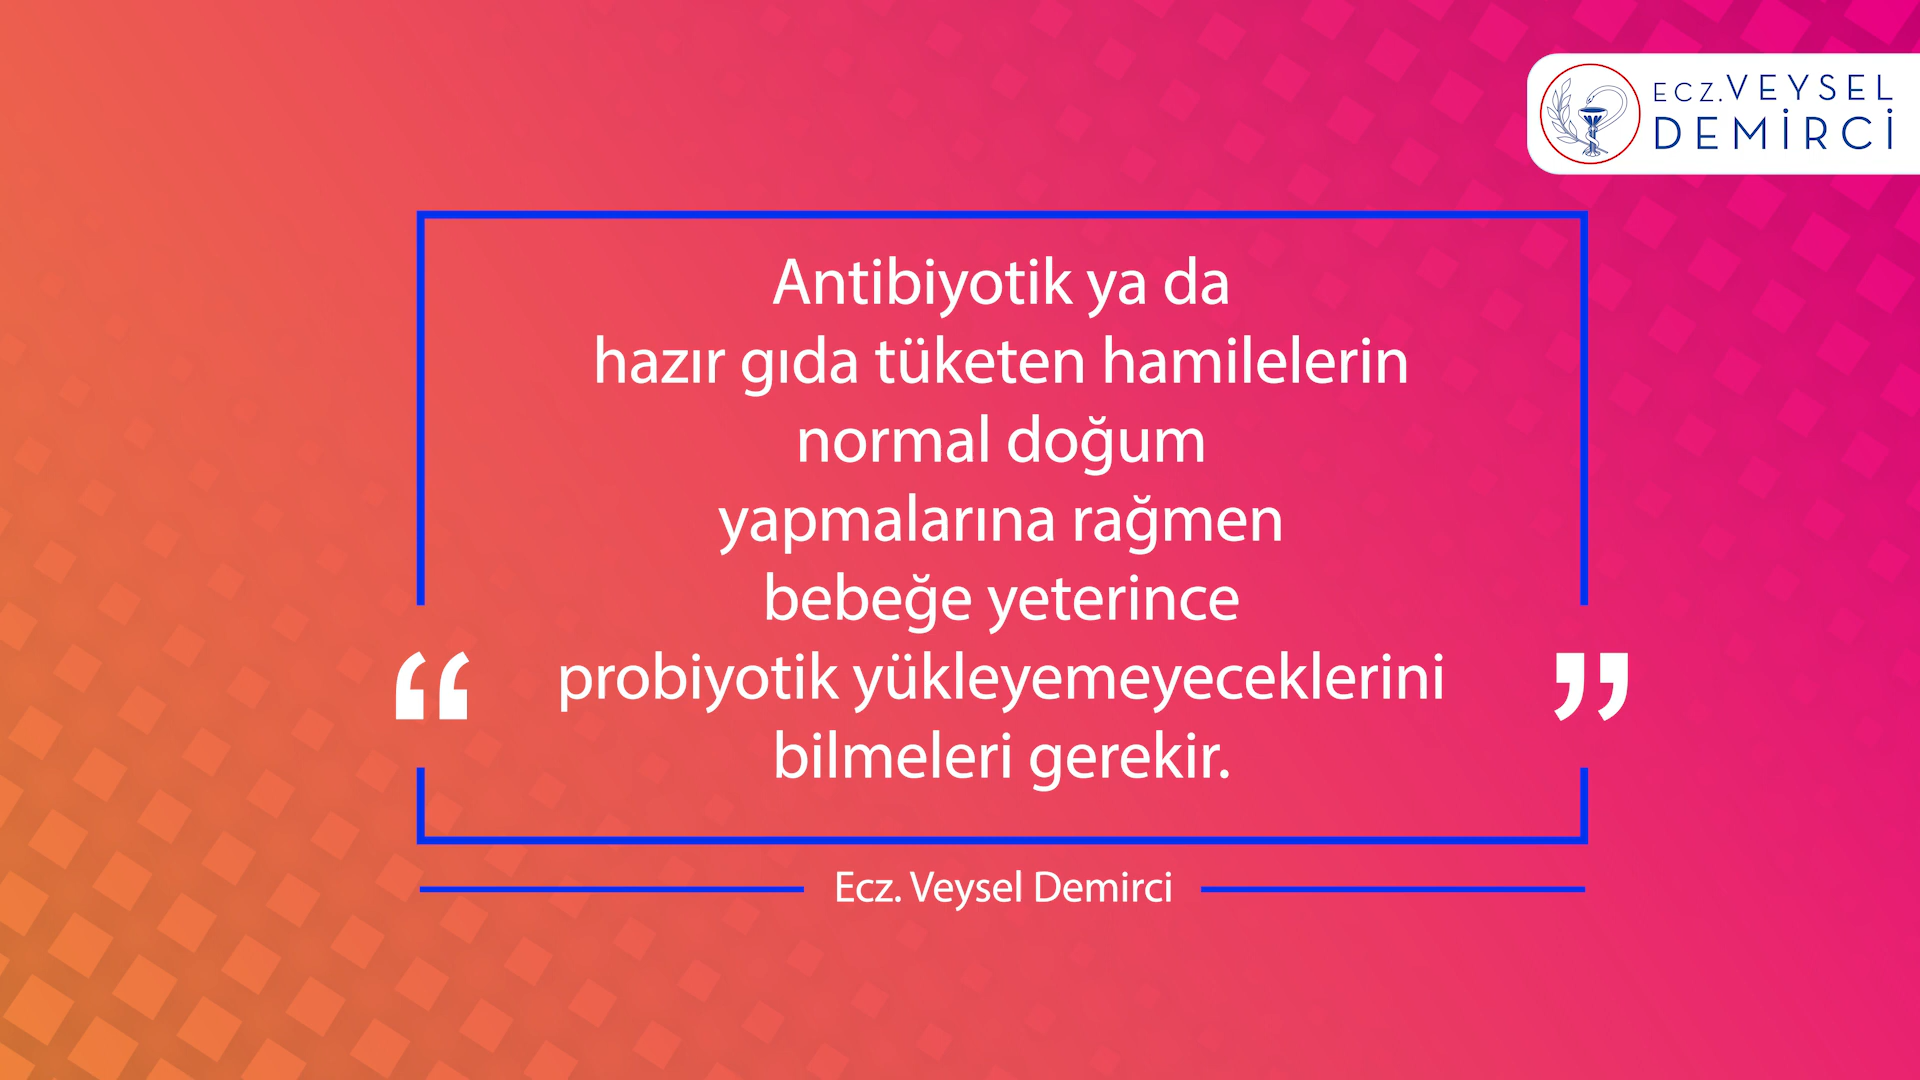 ECZ. VEYSEL
DEMİRCİ
Antibiyotik ya da
hazır gıda tüketen hamilelerin
normal doğum
yapmalarına rağmen
bebeğe yeterince
“ probiyotik yükleyemeyeceklerini ”
bilmeleri gerekir.
Ecz. Veysel Demirci